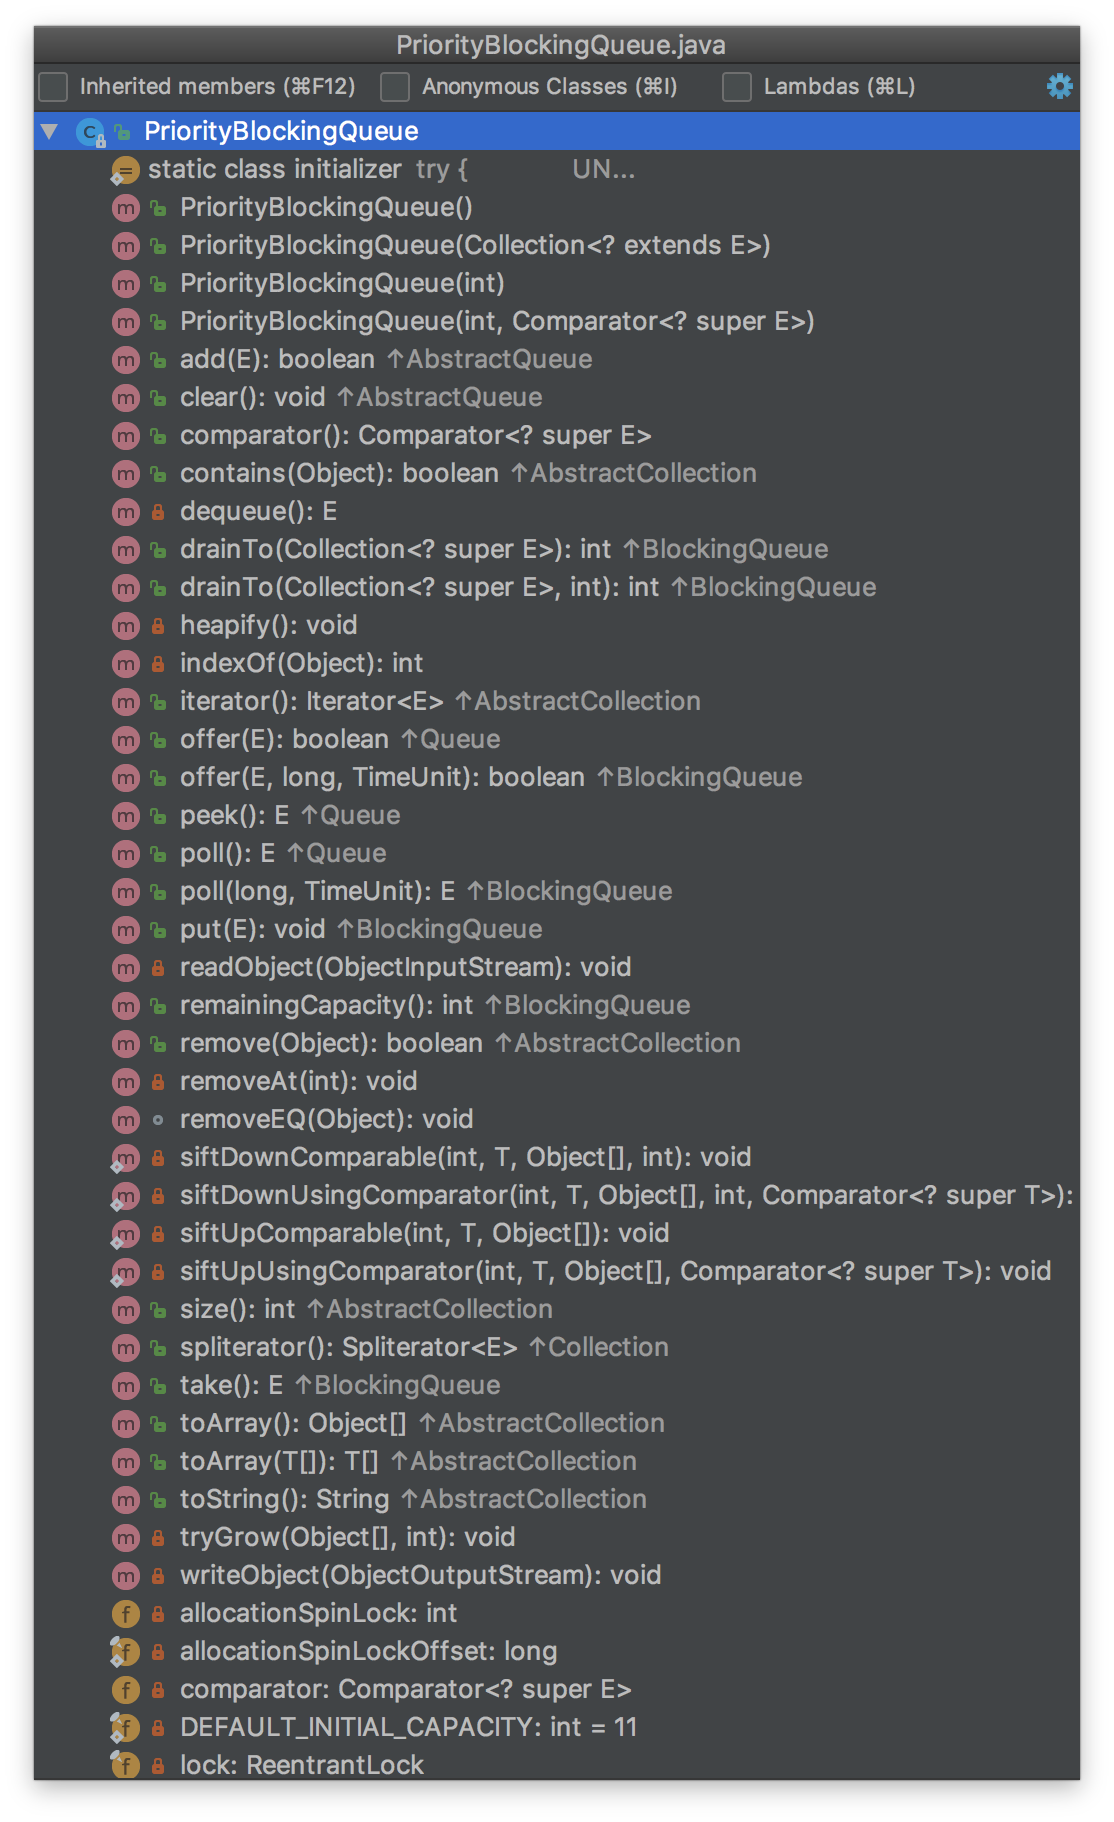 PriorityBlockingQueue.java
Inherited members (⌘F12) Anonymous Classes (⌘I) Lambdas (⌘L)
PriorityBlockingQueue
static class initializer try { UN...
PriorityBlockingQueue()
PriorityBlockingQueue(Collection<? extends E>)
PriorityBlockingQueue(int)
PriorityBlockingQueue(int, Comparator<? super E>)
add(E): boolean ↑AbstractQueue
clear(): void ↑AbstractQueue
comparator(): Comparator<? super E>
contains(Object): boolean ↑AbstractCollection
dequeue(): E
drainTo(Collection<? super E>): int ↑BlockingQueue
drainTo(Collection<? super E>, int): int ↑BlockingQueue
heapify(): void
indexOf(Object): int
iterator(): Iterator<E> ↑AbstractCollection
offer(E): boolean ↑Queue
offer(E, long, TimeUnit): boolean ↑BlockingQueue
peek(): E ↑Queue
poll(): E ↑Queue
poll(long, TimeUnit): E ↑BlockingQueue
put(E): void ↑BlockingQueue
readObject(ObjectInputStream): void
remainingCapacity(): int ↑BlockingQueue
remove(Object): boolean ↑AbstractCollection
removeAt(int): void
removeEQ(Object): void
siftDownComparable(int, T, Object[], int): void
siftDownUsingComparator(int, T, Object[], int, Comparator<? super T>):
siftUpComparable(int, T, Object[]): void
siftUpUsingComparator(int, T, Object[], Comparator<? super T>): void
size(): int ↑AbstractCollection
spliterator(): Spliterator<E> ↑Collection
take(): E ↑BlockingQueue
toArray(): Object[] ↑AbstractCollection
toArray(T[]): T[] ↑AbstractCollection
toString(): String ↑AbstractCollection
tryGrow(Object[], int): void
writeObject(ObjectOutputStream): void
allocationSpinLock: int
allocationSpinLockOffset: long
comparator: Comparator<? super E>
DEFAULT_INITIAL_CAPACITY: int = 11
lock: ReentrantLock